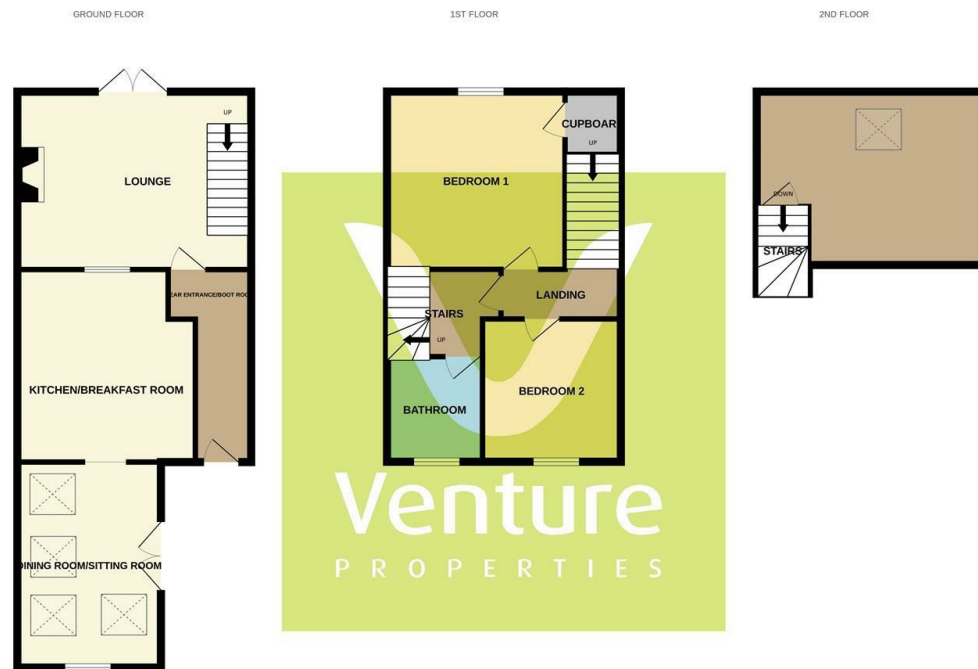 GROUND FLOOR
1ST FLOOR
2ND FLOOR
UP
LOUNGE
EAR ENTRANCE/BOOT ROO
KITCHEN/BREAKFAST ROOM
DINING ROOM/SITTING ROOM
CUPBOAR
UP
BEDROOM 1
LANDING
STAIRS
UP
BATHROOM
BEDROOM 2
DOWN
STAIRS
Venture
PROPERTIES